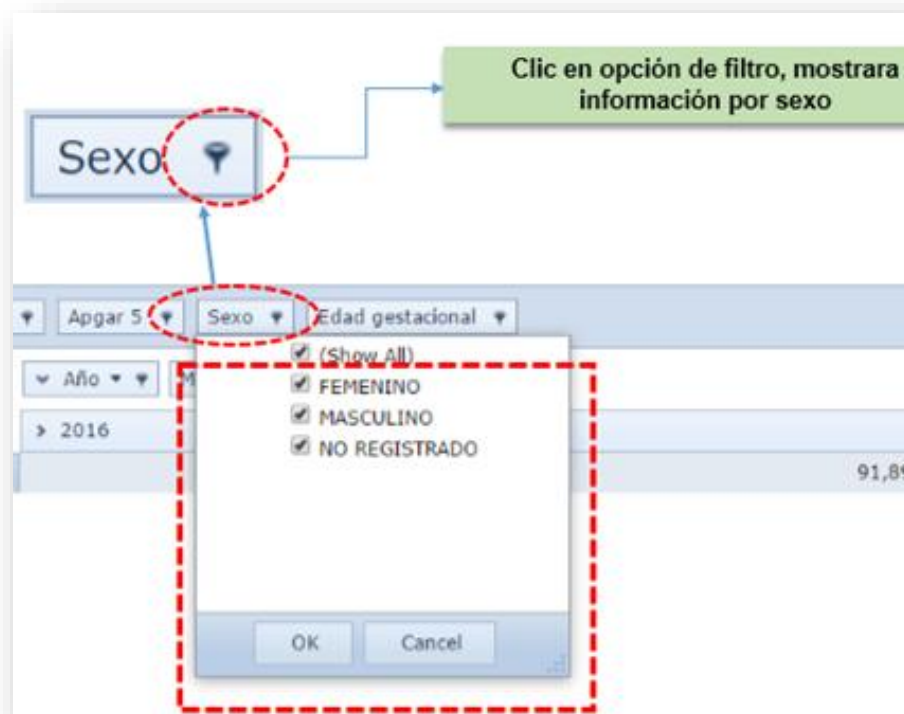 Clic en opción de filtro, mostrara
información por sexo
Sexo
Apgar 5 Sexo Edad gestacional
(Show All)
Año
FEMENINO
MASCULINO
2016
NO REGISTRADO
OK Cancel